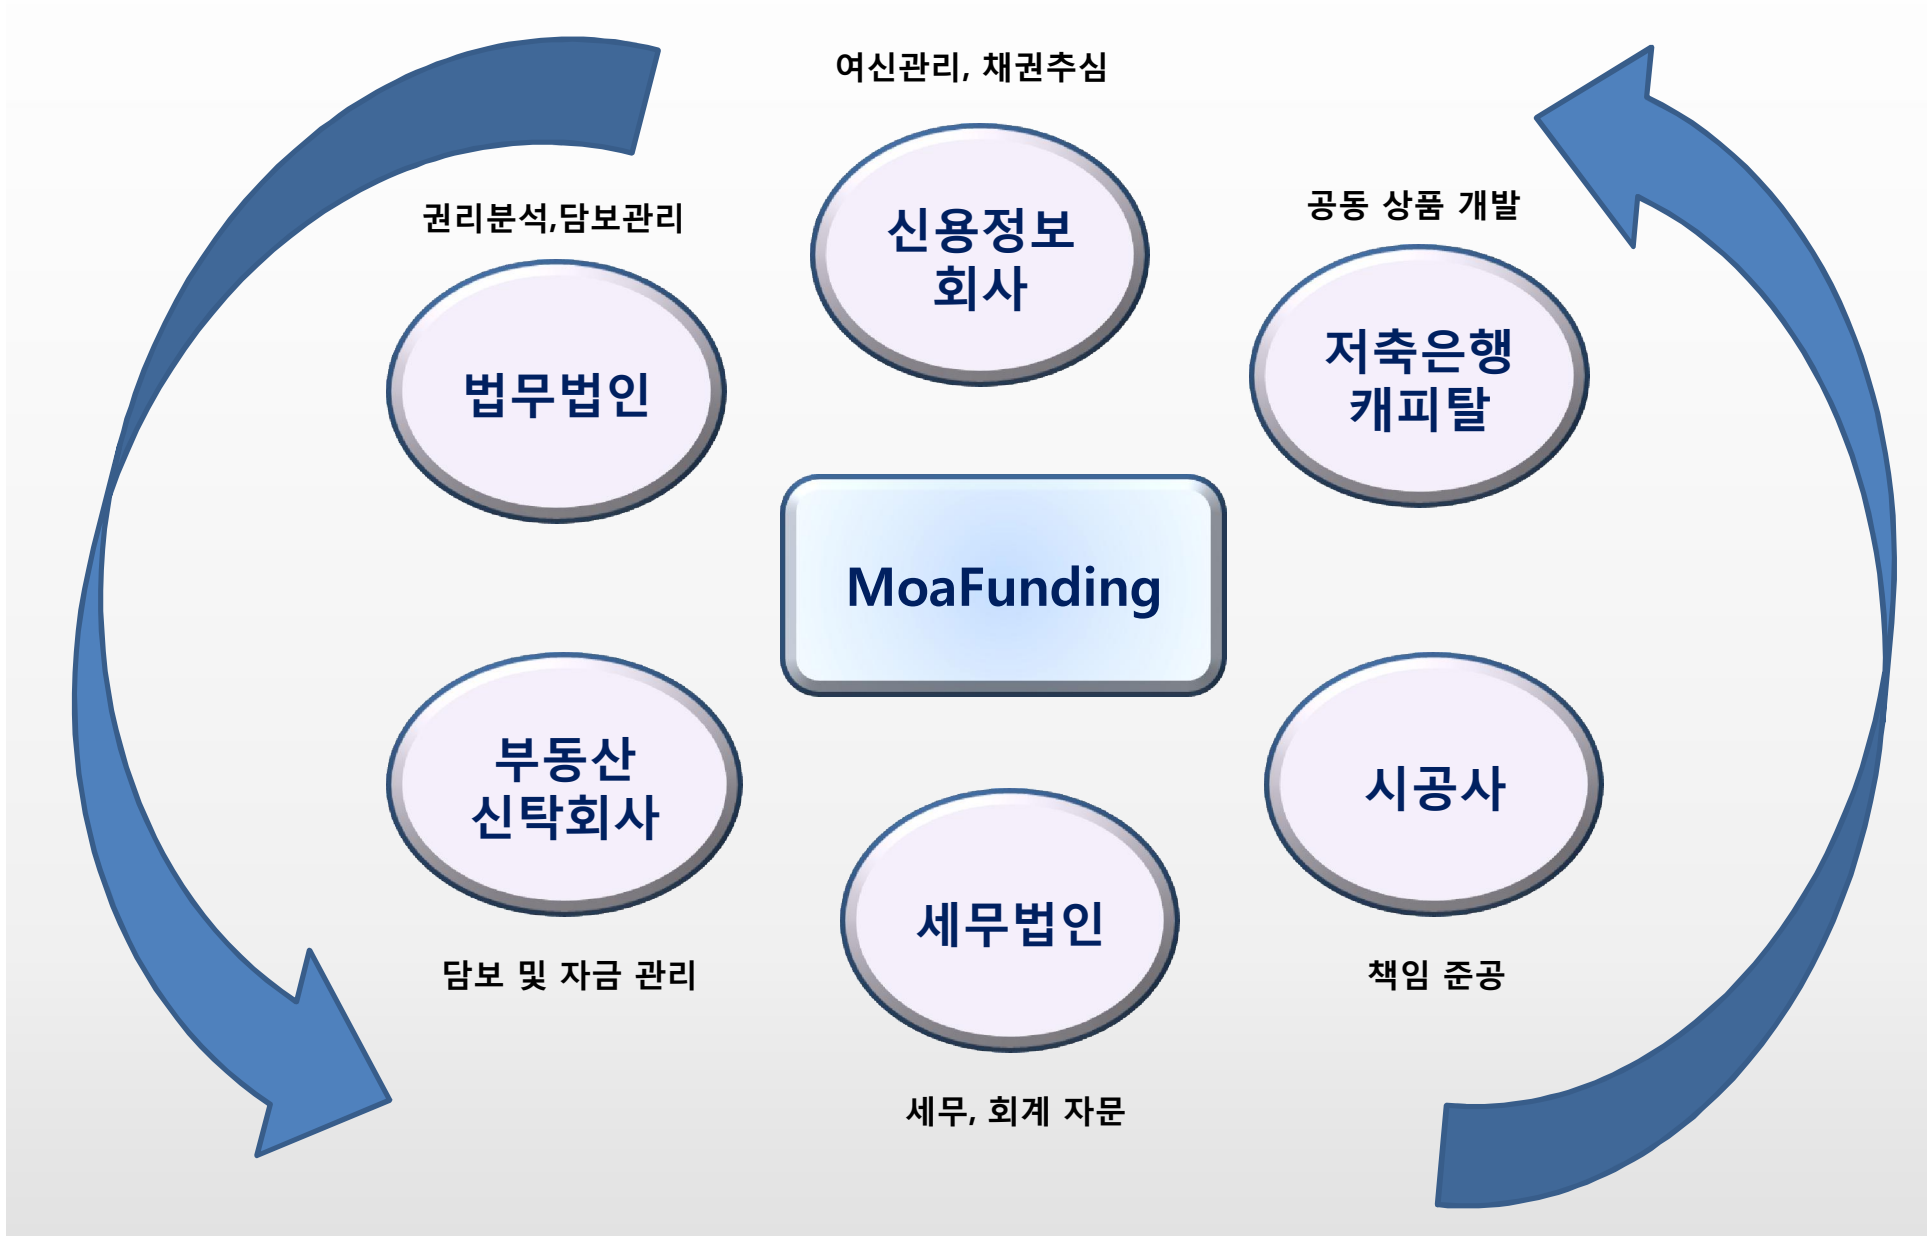 여신관리, 채권추심
신용정보
회사
권리분석,담보관리
법무법인
공동 상품 개발
저축은행
캐피탈
MoaFunding
부동산
신탁회사
담보 및 자금 관리
세무법인
세무, 회계 자문
시공사
책임 준공